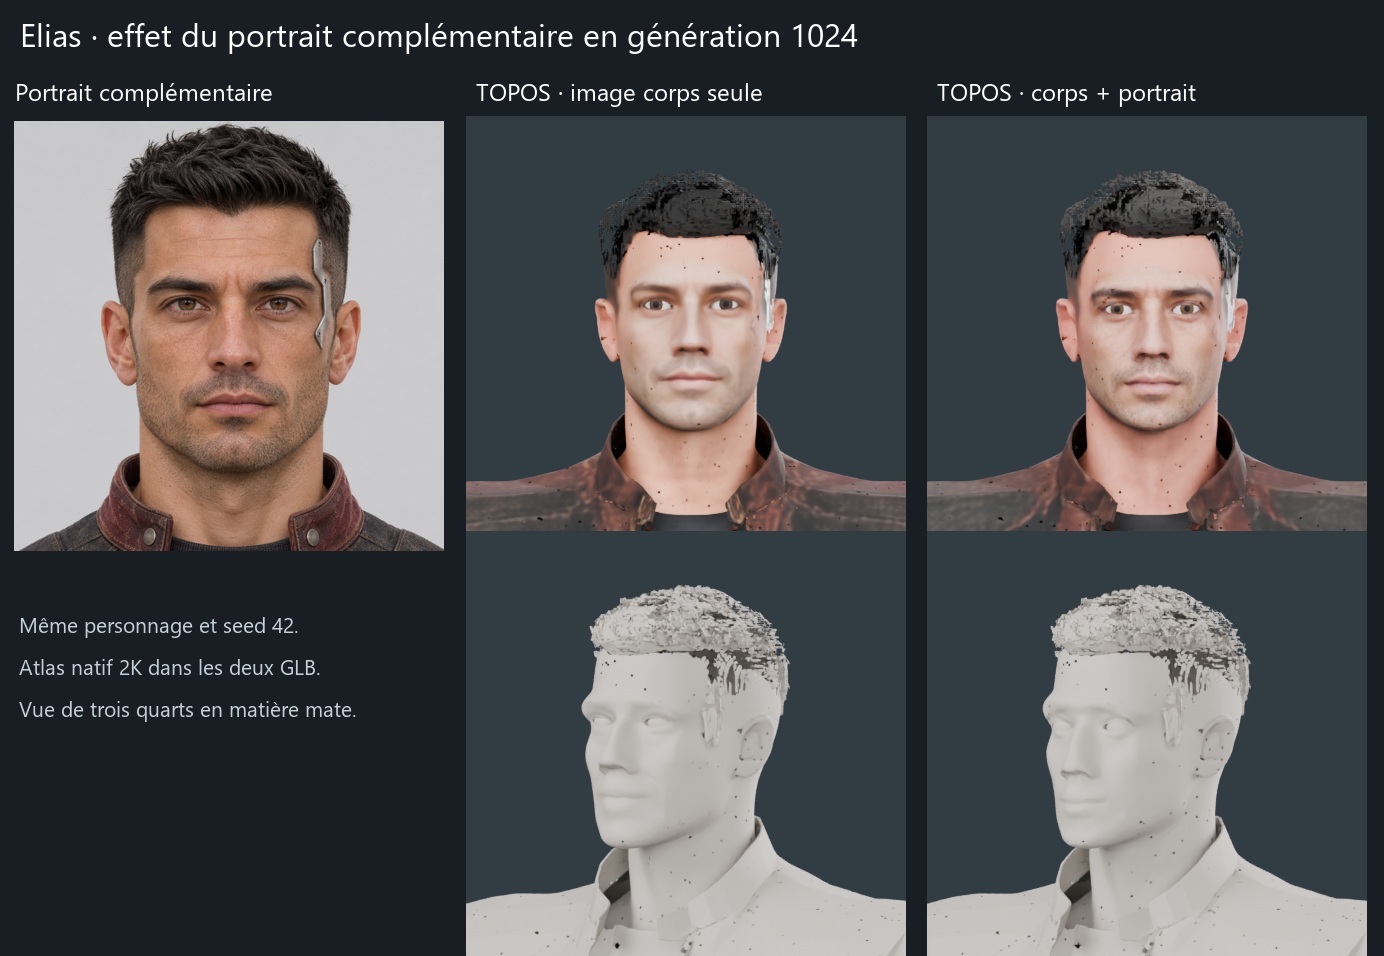 Elias · effet du portrait complémentaire en génération 1024
Portrait complémentaire
TOPOS · image corps seule
TOPOS · corps + portrait
Même personnage et seed 42.
Atlas natif 2K dans les deux GLB.
Vue de trois quarts en matière mate.